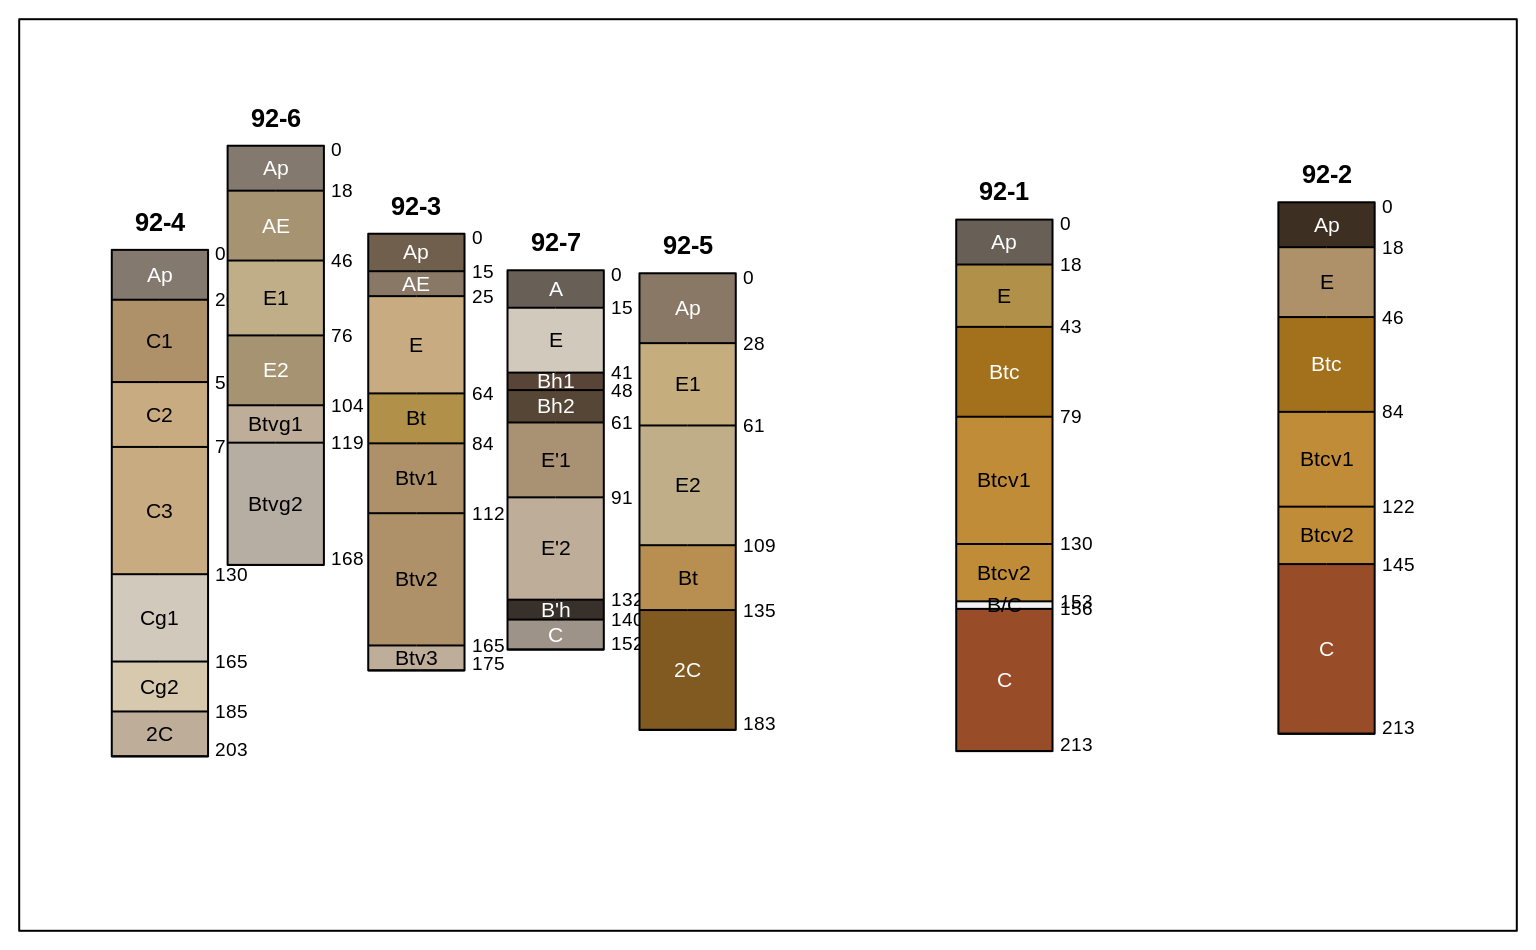 92-4
0
Ap
2
C1
5
C2
7
C3
130
Cg1
165
Cg2
185
2C
203
92-6
0
Ap
18
AE
46
E1
76
E2
104
Btvg1
119
Btvg2
168
92-3
0
Ap
15
AE
25
E
64
Bt
84
Btv1
112
Btv2
165
Btv3
175
92-7
0
A
15
E
41
Bh1
48
Bh2
61
E'1
91
E'2
132
B'h
140
C
152
92-5
0
Ap
28
E1
61
E2
109
Bt
135
2C
183
92-1
0
Ap
18
E
43
Btc
79
Btcv1
130
Btcv2
153
B/C
156
C
213
92-2
0
Ap
18
E
46
Btc
84
Btcv1
122
Btcv2
145
C
213